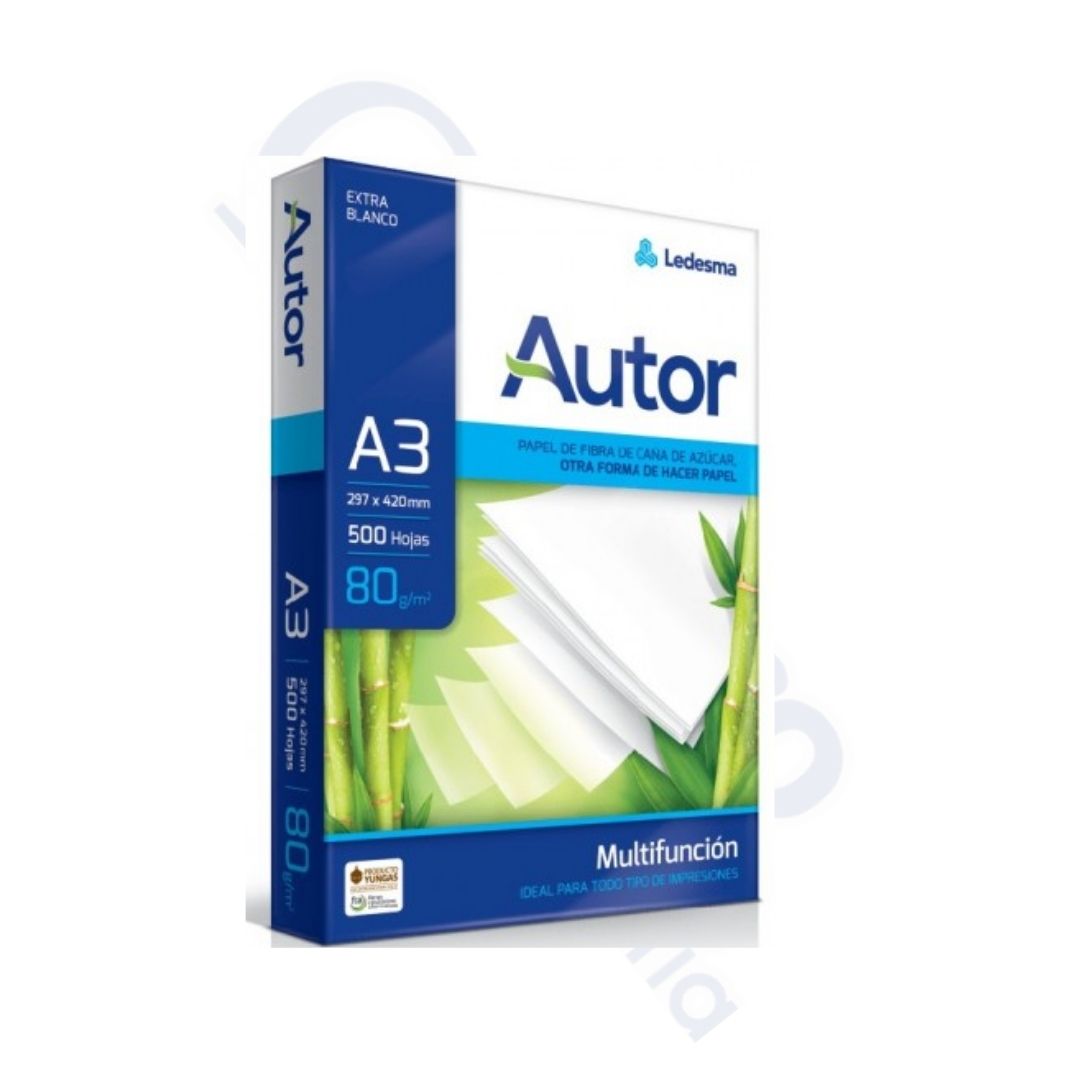 EXTRA
BLANCO
Ledesma
Autor
PAPEL DE FIBRA DE CAÑA DE AZÚCAR,
OTRA FORMA DE HACER PAPEL
A3
297 x 420mm
500 Hojas
80 g/m²
Multifunción
IDEAL PARA TODO TIPO DE IMPRESIONES
PRODUCTO
YUNGAS
Autor
A3
297 x 420mm
500 Hojas
80 g/m²